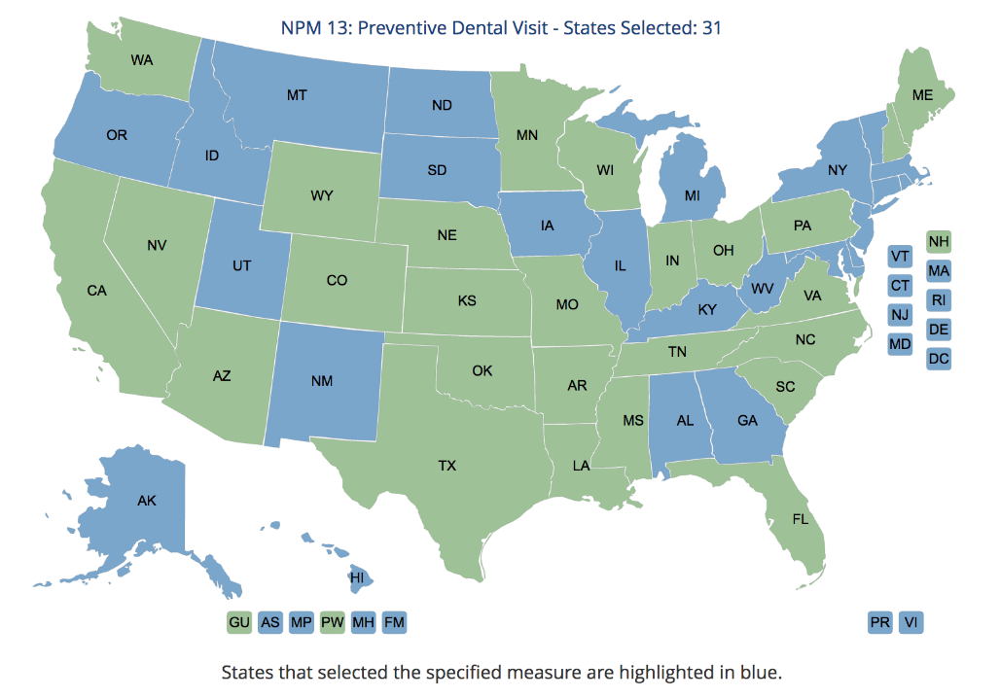 NPM 13: Preventive Dental Visit - States Selected: 31
WA
MT
ND
MN
ME
OR
ID
SD
WI
NY
MI
WY
IA
PA
NE
NV
UT
CO
IL
IN
OH
WV
VA
NH
VT
MA
CT
RI
NJ
DE
MD
DC
CA
KS
MO
KY
NC
TN
AZ
NM
OK
AR
SC
MS
AL
GA
TX
LA
FL
AK
HI
GU AS MP PW MH FM
PR VI
States that selected the specified measure are highlighted in blue.